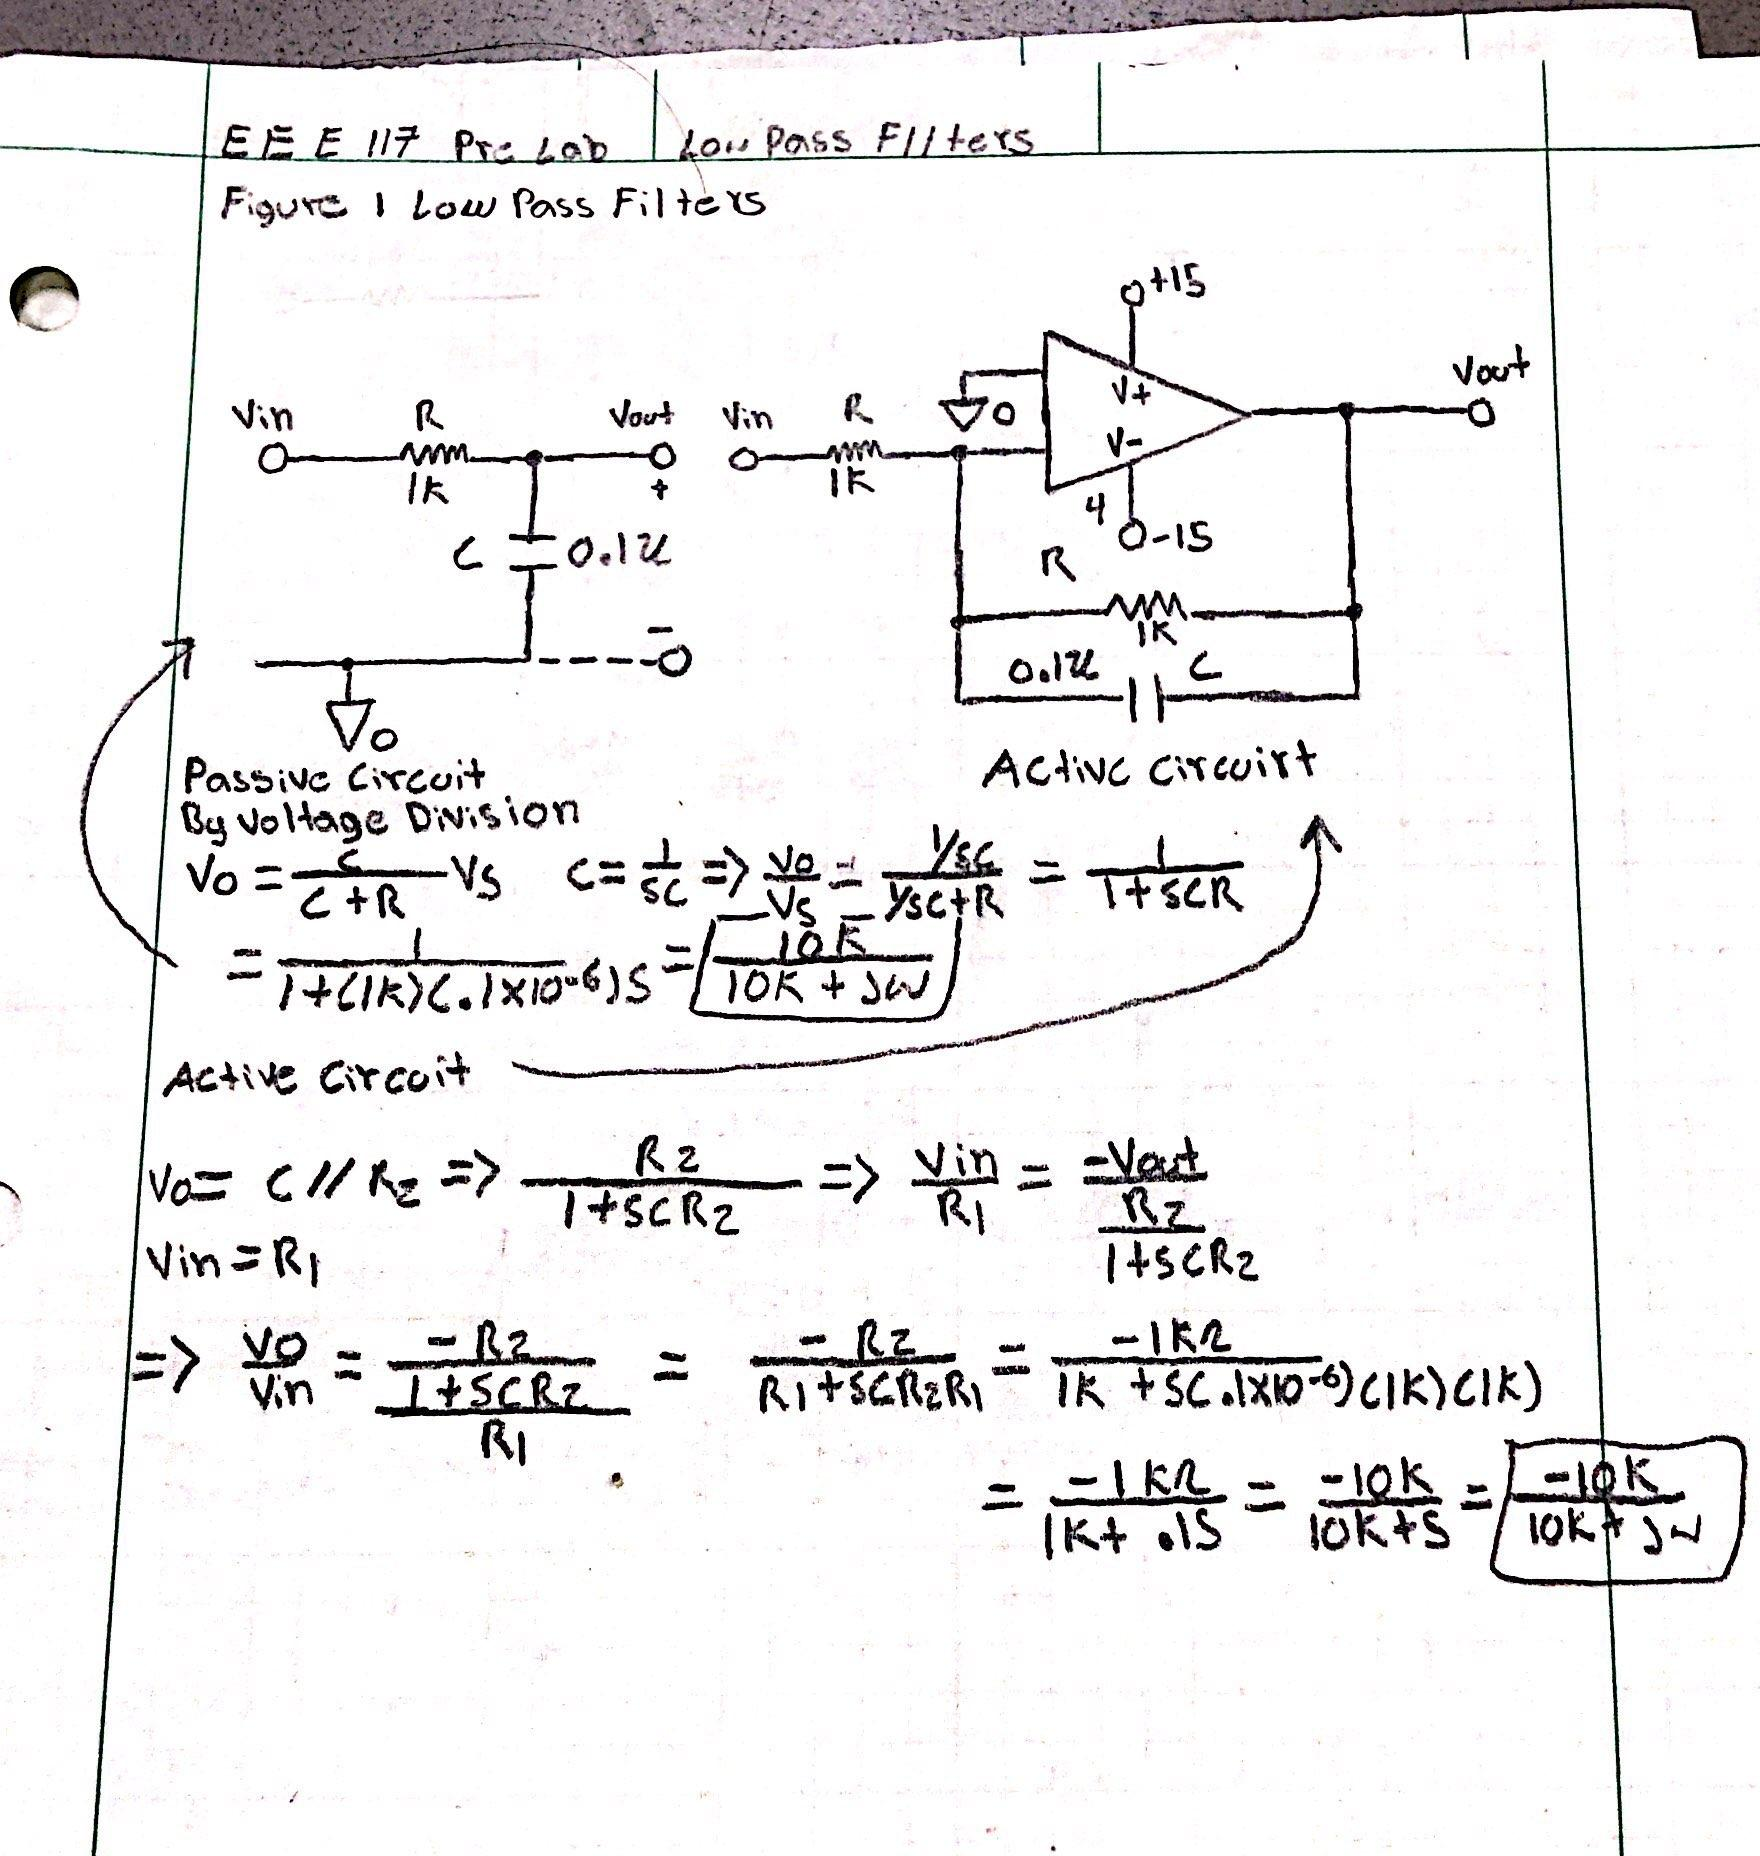 EEE 117 Pre Lab Low Pass Filters
Figure 1 Low Pass Filters
+15
Vin R Vout Vin R 0 V+ Vout
1K + 1K V-
4 -15
C 0.1u R
- 1K
0.1u C
0
Passive Circuit Active Circuirt
By Voltage Division
Vo = C/(C+R) Vs C = 1/SC => Vo/Vs = (1/SC)/(1/SC+R) = 1/(1+SCR)
= 1/(1+(1K)(.1x10^-6)S) = 10K/(10K+jw)
Active Circuit
Vo = C // R2 => R2/(1+SCR2) => Vin/R1 = -Vout/(R2/(1+SCR2))
Vin = R1
=> Vo/Vin = (-R2/(1+SCR2))/R1 = -R2/(R1+SCR2R1) = -1KΩ/(1K+S(.1x10^-6)(1K)(1K))
= -1KΩ/(1K+.1S) = -10K/(10K+S) = -10K/(10K+jw)